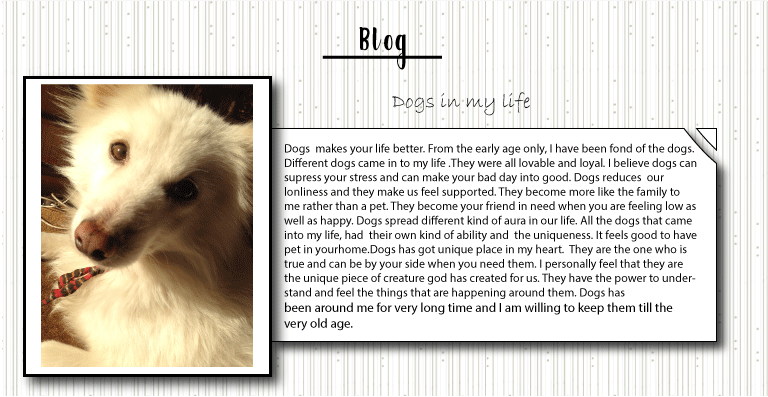 Blog
Dogs in my life
Dogs  makes your life better. From the early age only, I have been fond of the dogs.
Different dogs came in to my life .They were all lovable and loyal. I believe dogs can
supress your stress and can make your bad day into good. Dogs reduces  our
lonliness and they make us feel supported. They become more like the family to
me rather than a pet. They become your friend in need when you are feeling low as
well as happy. Dogs spread different kind of aura in our life. All the dogs that came
into my life, had  their own kind of ability and  the uniqueness. It feels good to have
pet in yourhome.Dogs has got unique place in my heart.  They are the one who is
true and can be by your side when you need them. I personally feel that they are
the unique piece of creature god has created for us. They have the power to under-
stand and feel the things that are happening around them. Dogs has
been around me for very long time and I am willing to keep them till the
very old age.